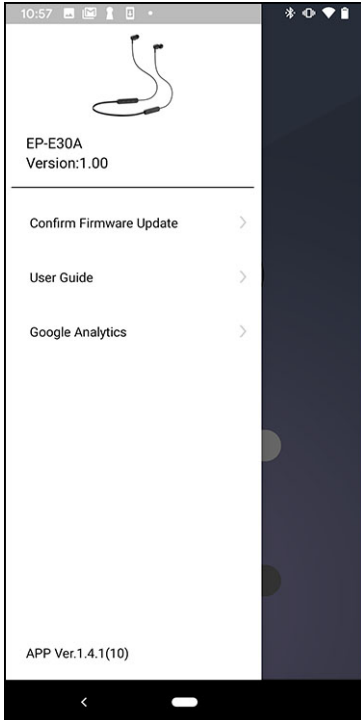 10:57
EP-E30A
Version:1.00
Confirm Firmware Update
User Guide
Google Analytics
APP Ver.1.4.1(10)